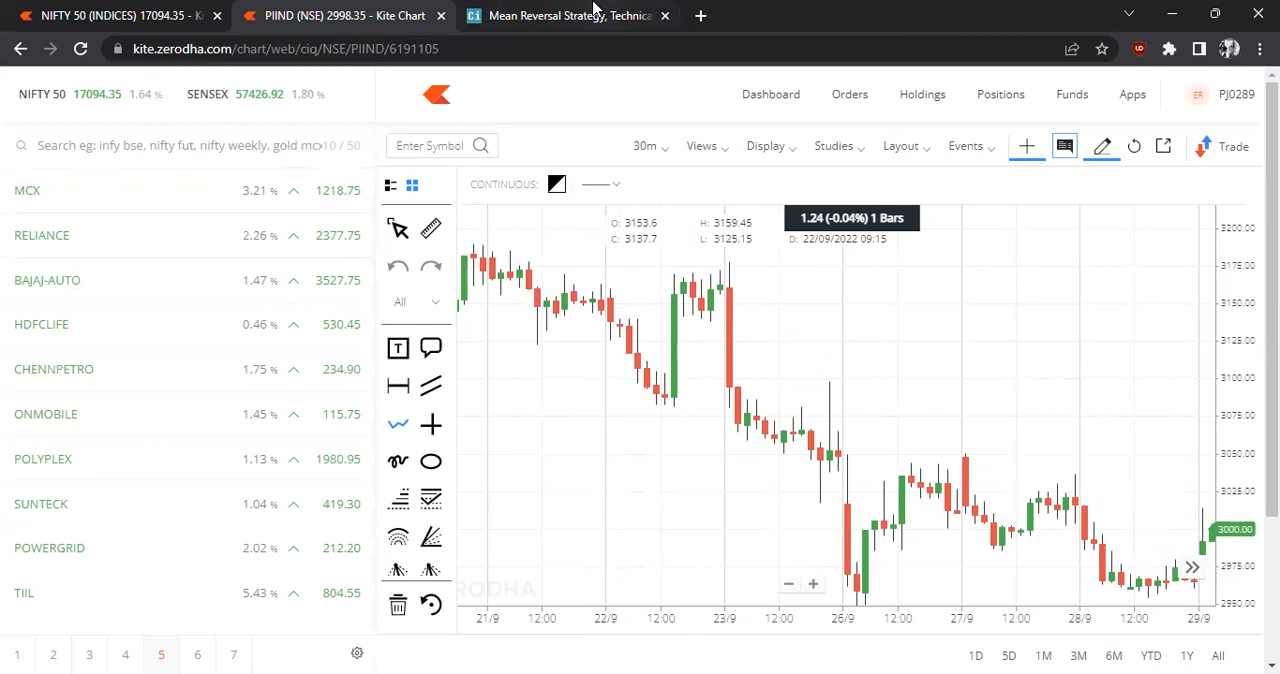 NIFTY 50 (INDICES) 17094.35 - Ki
PIIND (NSE) 2998.35 - Kite Chart
Ci Mean Reversal Strategy, Technica
kite.zerodha.com/chart/web/ciq/NSE/PIIND/6191105
UD
NIFTY 50 17094.35 1.64 % SENSEX 57426.92 1.80 %
Dashboard Orders Holdings Positions Funds Apps ER PJ0289
Search eg: infy bse, nifty fut, nifty weekly, gold mcx 10 / 50
Enter Symbol 30m Views Display Studies Layout Events Trade
CONTINUOUS:
MCX 3.21 % 1218.75
RELIANCE 2.26 % 2377.75
BAJAJ-AUTO 1.47 % 3527.75
HDFCLIFE 0.46 % 530.45
CHENNPETRO 1.75 % 234.90
ONMOBILE 1.45 % 115.75
POLYPLEX 1.13 % 1980.95
SUNTECK 1.04 % 419.30
POWERGRID 2.02 % 212.20
TIIL 5.43 % 804.55
1 2 3 4 5 6 7
All
T
1.24 (-0.04%) 1 Bars
O: 3153.6 H: 3159.45
C: 3137.7 L: 3125.15 D: 22/09/2022 09:15
3200.00
3175.00
3150.00
3125.00
3100.00
3075.00
3050.00
3025.00
3000.00
2975.00
2950.00
ZERODHA
21/9 12:00 22/9 12:00 23/9 12:00 26/9 12:00 27/9 12:00 28/9 12:00 29/9
1D 5D 1M 3M 6M YTD 1Y All